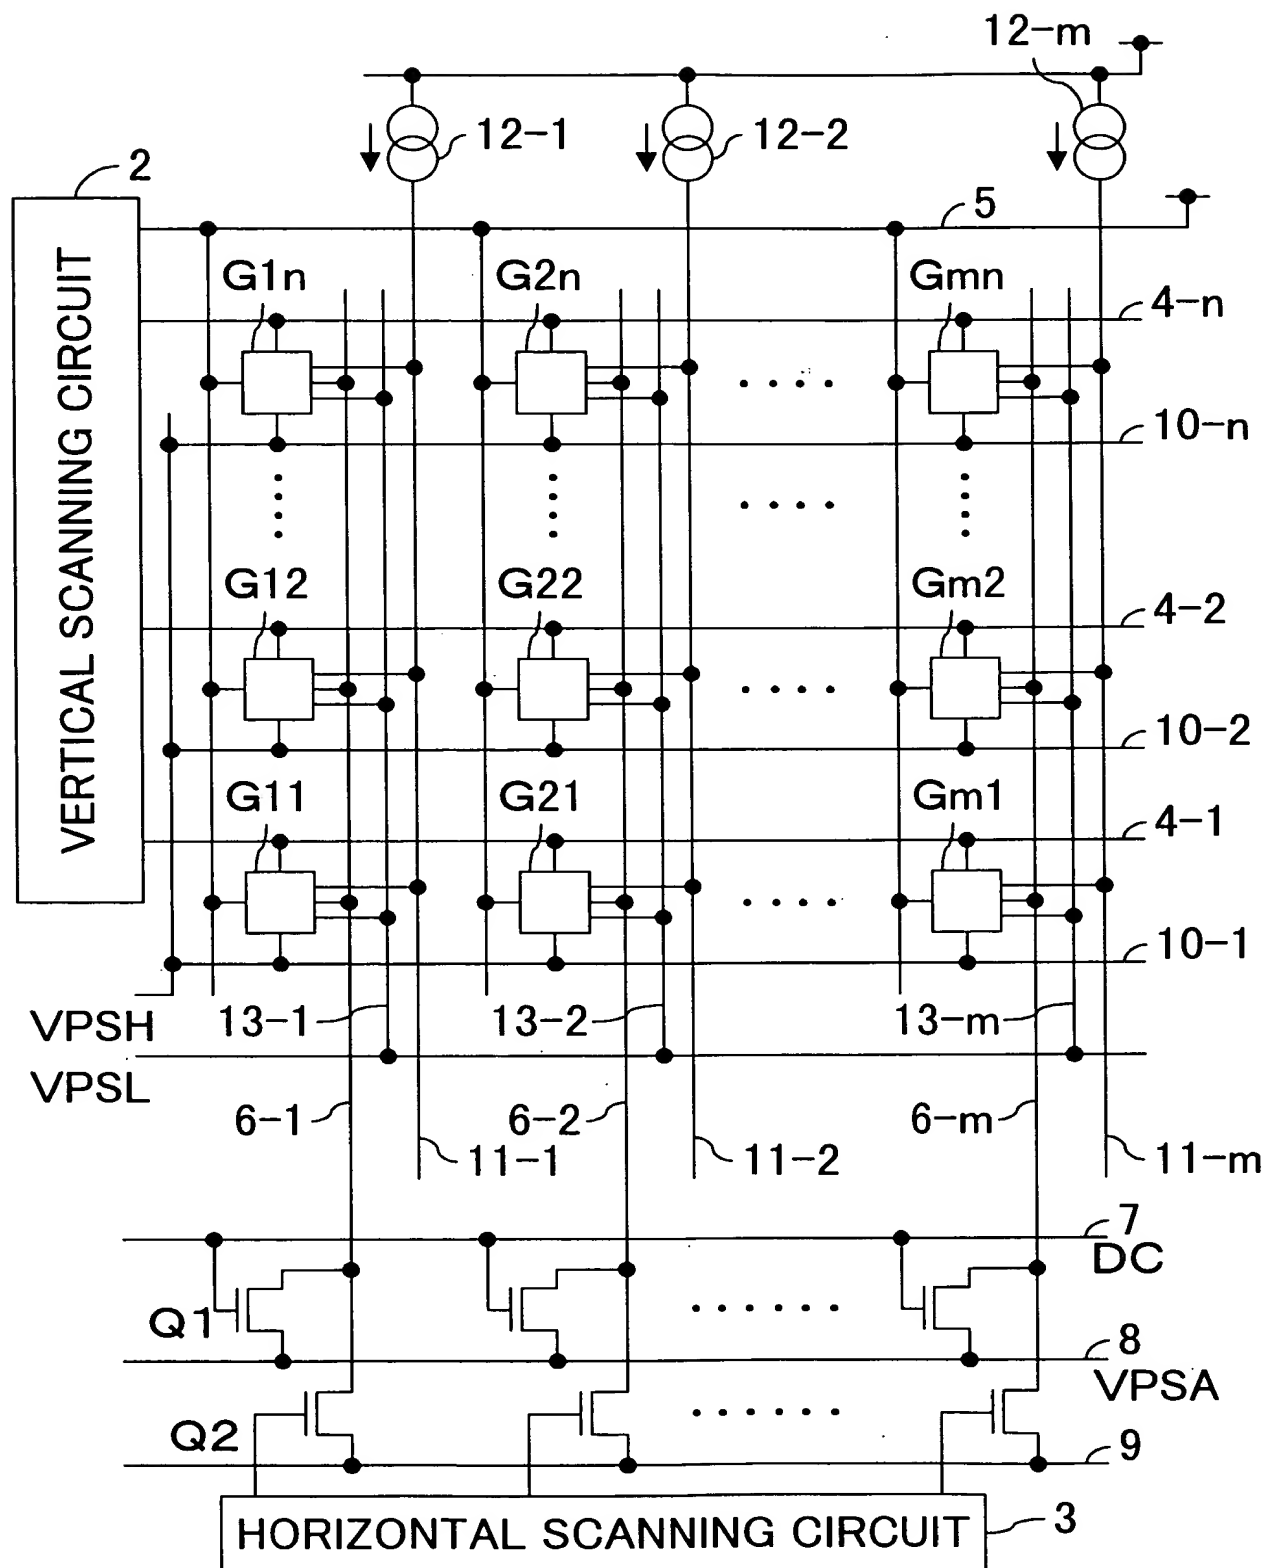 12-m
12-1
12-2
2
5
VERTICAL SCANNING CIRCUIT
G1n
G2n
Gmn
4-n
10-n
G12
G22
Gm2
4-2
10-2
G11
G21
Gm1
4-1
10-1
VPSH
13-1
13-2
13-m
VPSL
6-1
6-2
6-m
11-1
11-2
11-m
7
DC
Q1
8
VPSA
Q2
9
HORIZONTAL SCANNING CIRCUIT
3